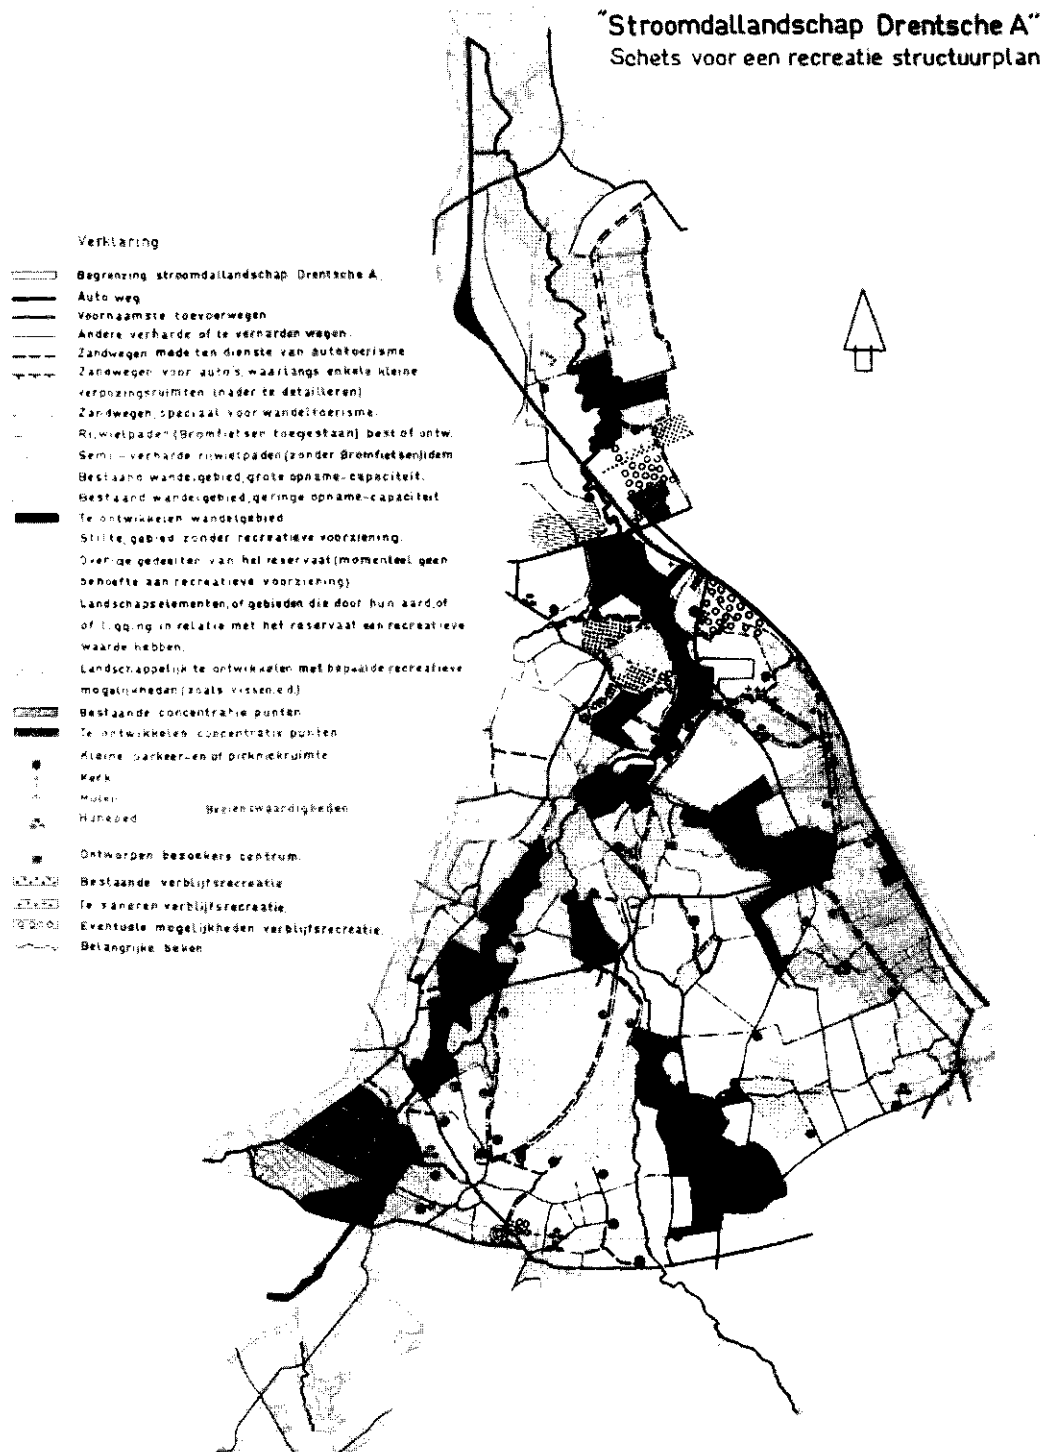 "Stroomdallandschap Drentsche A"
Schets voor een recreatie structuurplan
Verklaring
Begrenzing stroomdallandschap Drentsche A.
Auto weg
Voornaamste toevoerwegen
Andere verharde of te verharden wegen.
Zandwegen mede ten dienste van autotoerisme
Zandwegen voor auto's, waarlangs enkele kleine
verpozingsruimten (nader te detailleren)
Zandwegen, speciaal voor wandeltoerisme.
Rijwielpaden (Bromfietsen toegestaan) best of ontw.
Semi-verharde rijwielpaden (zonder Bromfietsen) idem
Bestaand wandelgebied, grote opname-capaciteit.
Bestaand wandelgebied, geringe opname-capaciteit
Te ontwikkelen wandelgebied
Stilte gebied zonder recreatieve voorziening.
Overige gedeelten van het reservaat (momenteel geen
behoefte aan recreatieve voorziening)
Landschapselementen, of gebieden die door hun aard, of
of ligging in relatie met het reservaat een recreatieve
waarde hebben.
Landschappelijk te ontwikkelen met bepaalde recreatieve
mogelijkheden (zoals vissen e.d.)
Bestaande concentratie punten
Te ontwikkelen concentratie punten
Kleine parkeer- en of picknickruimte
Kerk
Molen
Bezienswaardigheden
Hunebed
Ontworpen bezoekers centrum.
Bestaande verblijfsrecreatie
Te saneren verblijfsrecreatie.
Eventuele mogelijkheden verblijfsrecreatie.
Belangrijke beken